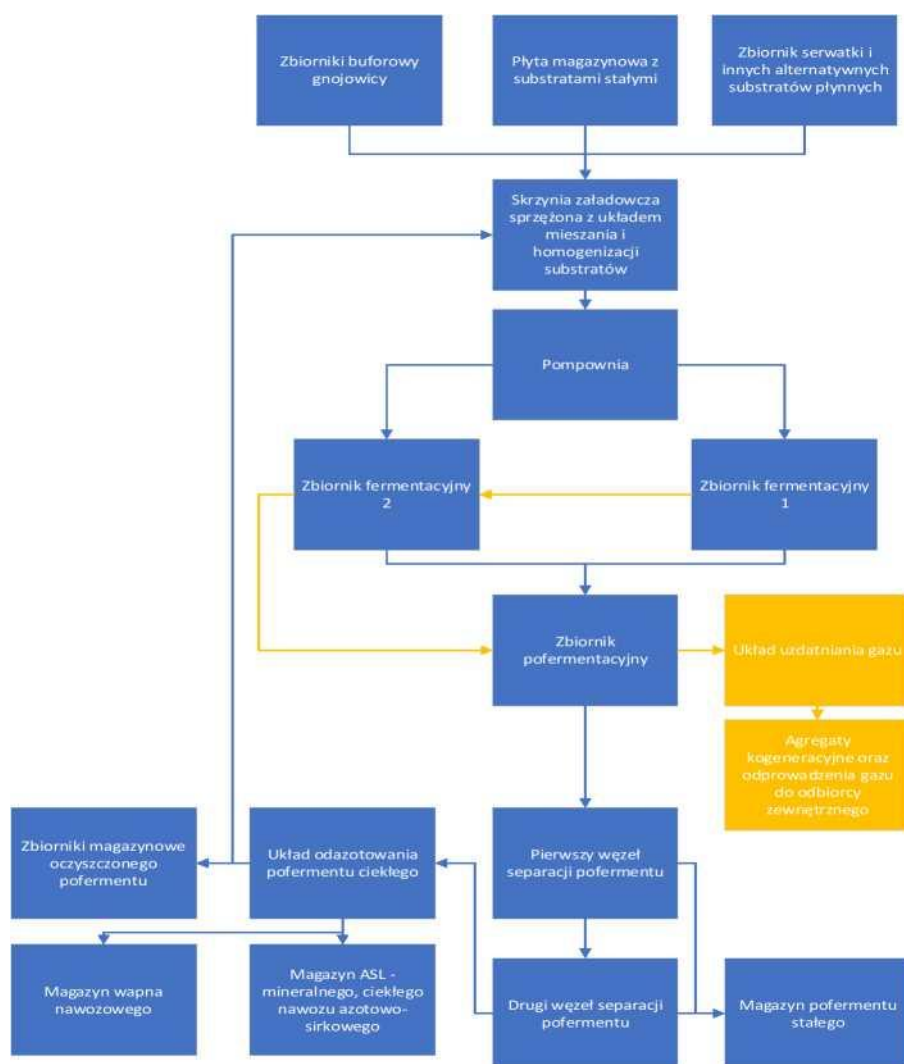 Zbiorniki buforowy
gnojowicy
Płyta magazynowa z
substratami stałymi
Zbiornik serwatki i
innych alternatywnych
substratów płynnych
Skrzynia załadowcza
sprzężona z układem
mieszania i
homogenizacji
substratów
Pompownia
Zbiornik fermentacyjny
2
Zbiornik fermentacyjny
1
Zbiornik
pofermentacyjny
Układ uzdatniania gazu
Agregaty
kogeneracyjne oraz
odprowadzenia gazu
do odbiorcy
zewnętrznego
Zbiorniki magazynowe
oczyszczonego
pofermentu
Układ odazotowania
pofermentu ciekłego
Pierwszy węzeł
separacji pofermentu
Magazyn wapna
nawozowego
Magazyn ASL -
mineralnego, ciekłego
nawozu azotowo-
sirkowego
Drugi węzeł separacji
pofermentu
Magazyn pofermentu
stałego